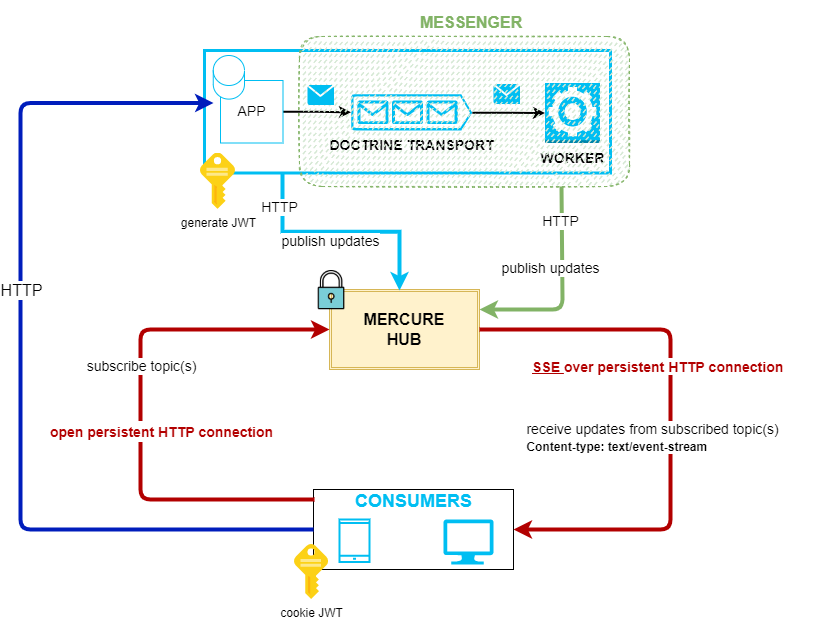 MESSENGER
APP
DOCTRINE TRANSPORT
WORKER
generate JWT
HTTP
publish updates
HTTP
publish updates
HTTP
MERCURE
HUB
subscribe topic(s)
SSE over persistent HTTP connection
open persistent HTTP connection
receive updates from subscribed topic(s)
Content-type: text/event-stream
CONSUMERS
cookie JWT